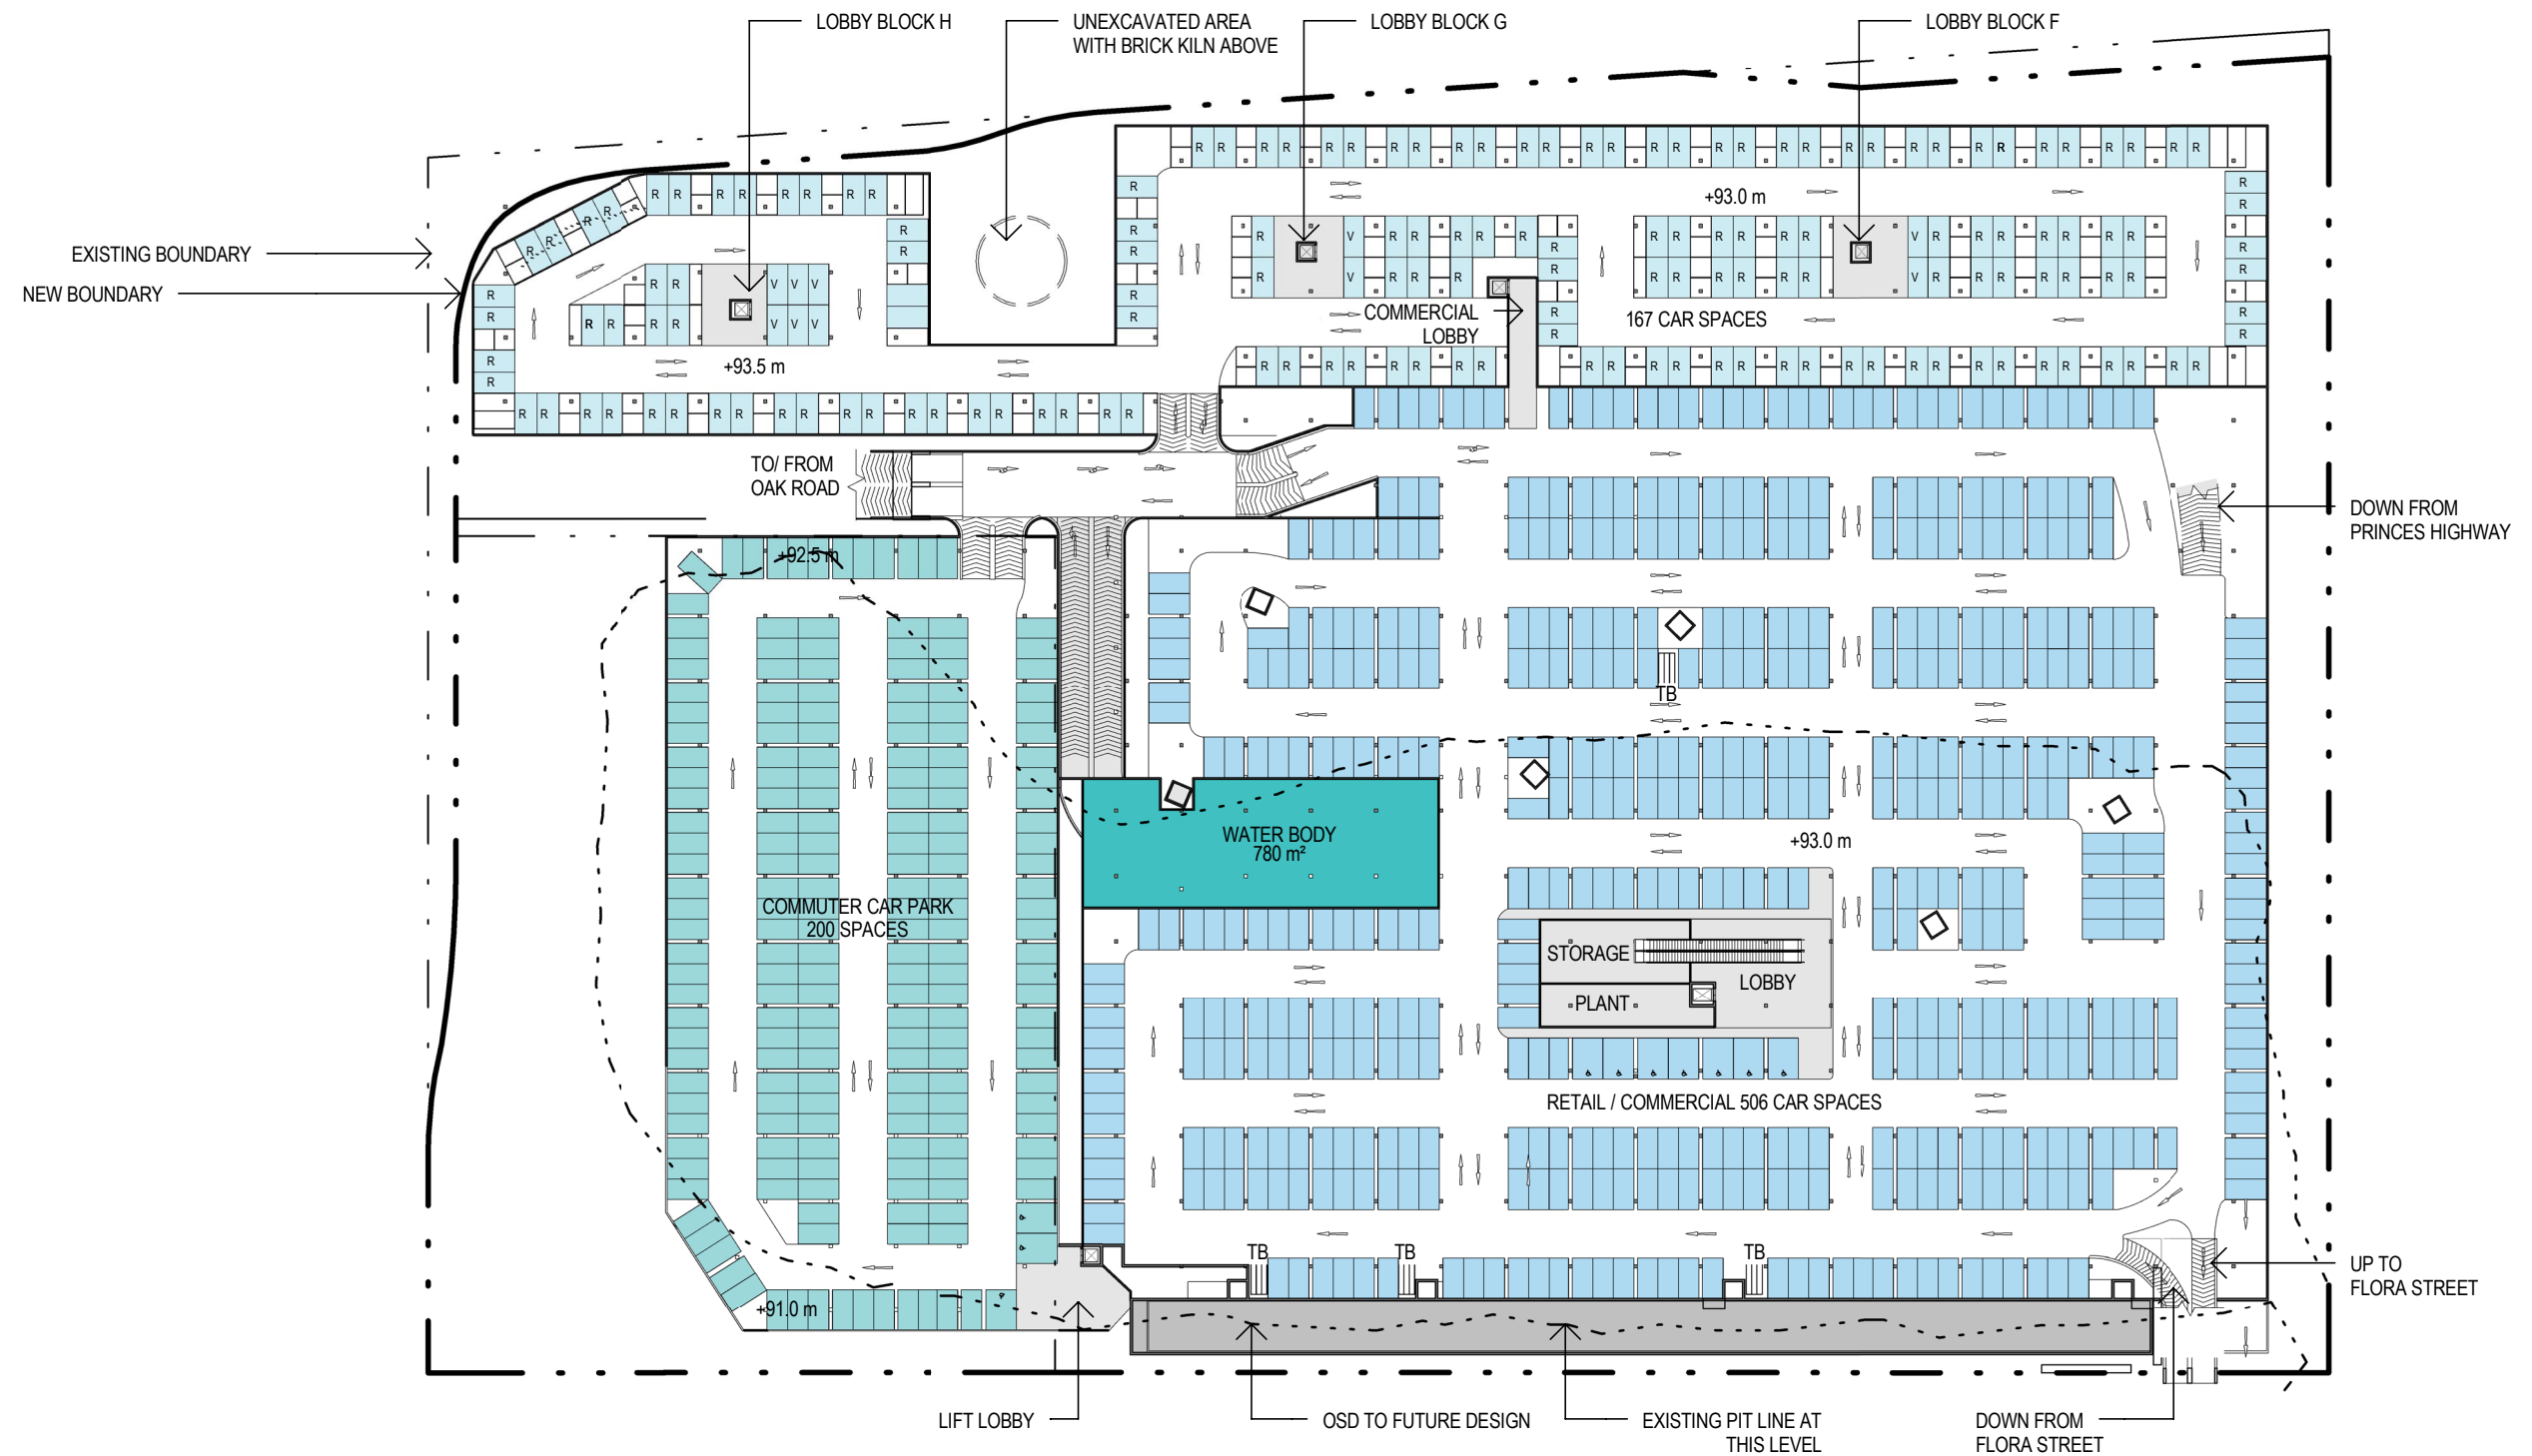 LOBBY BLOCK H
UNEXCAVATED AREA
WITH BRICK KILN ABOVE
LOBBY BLOCK G
LOBBY BLOCK F
R R R R R R R R R R R R R R R R R R R R R R R R R R R R R R R R
+93.0 m
EXISTING BOUNDARY
NEW BOUNDARY
COMMERCIAL
LOBBY
167 CAR SPACES
+93.5 m
TO/ FROM
OAK ROAD
DOWN FROM
PRINCES HIGHWAY
+92.5 m
TB
WATER BODY
780 m²
+93.0 m
COMMUTER CAR PARK
200 SPACES
STORAGE
LOBBY
PLANT
RETAIL / COMMERCIAL 506 CAR SPACES
TB
TB
TB
UP TO
FLORA STREET
+91.0 m
LIFT LOBBY
OSD TO FUTURE DESIGN
EXISTING PIT LINE AT
THIS LEVEL
DOWN FROM
FLORA STREET